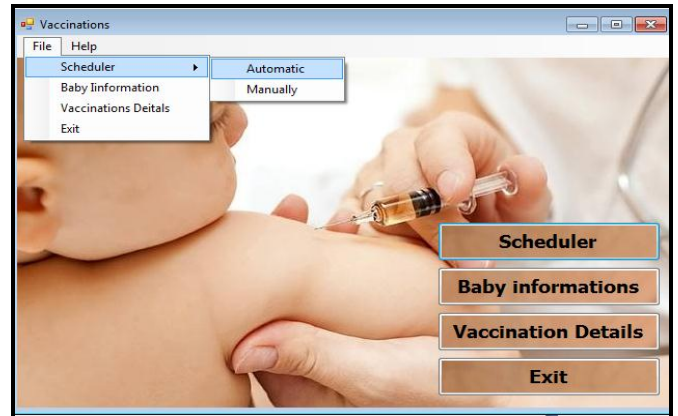 Vaccinations
File Help
Scheduler Automatic
Baby Iinformation Manually
Vaccinations Deitals
Exit
Scheduler
Baby informations
Vaccination Details
Exit